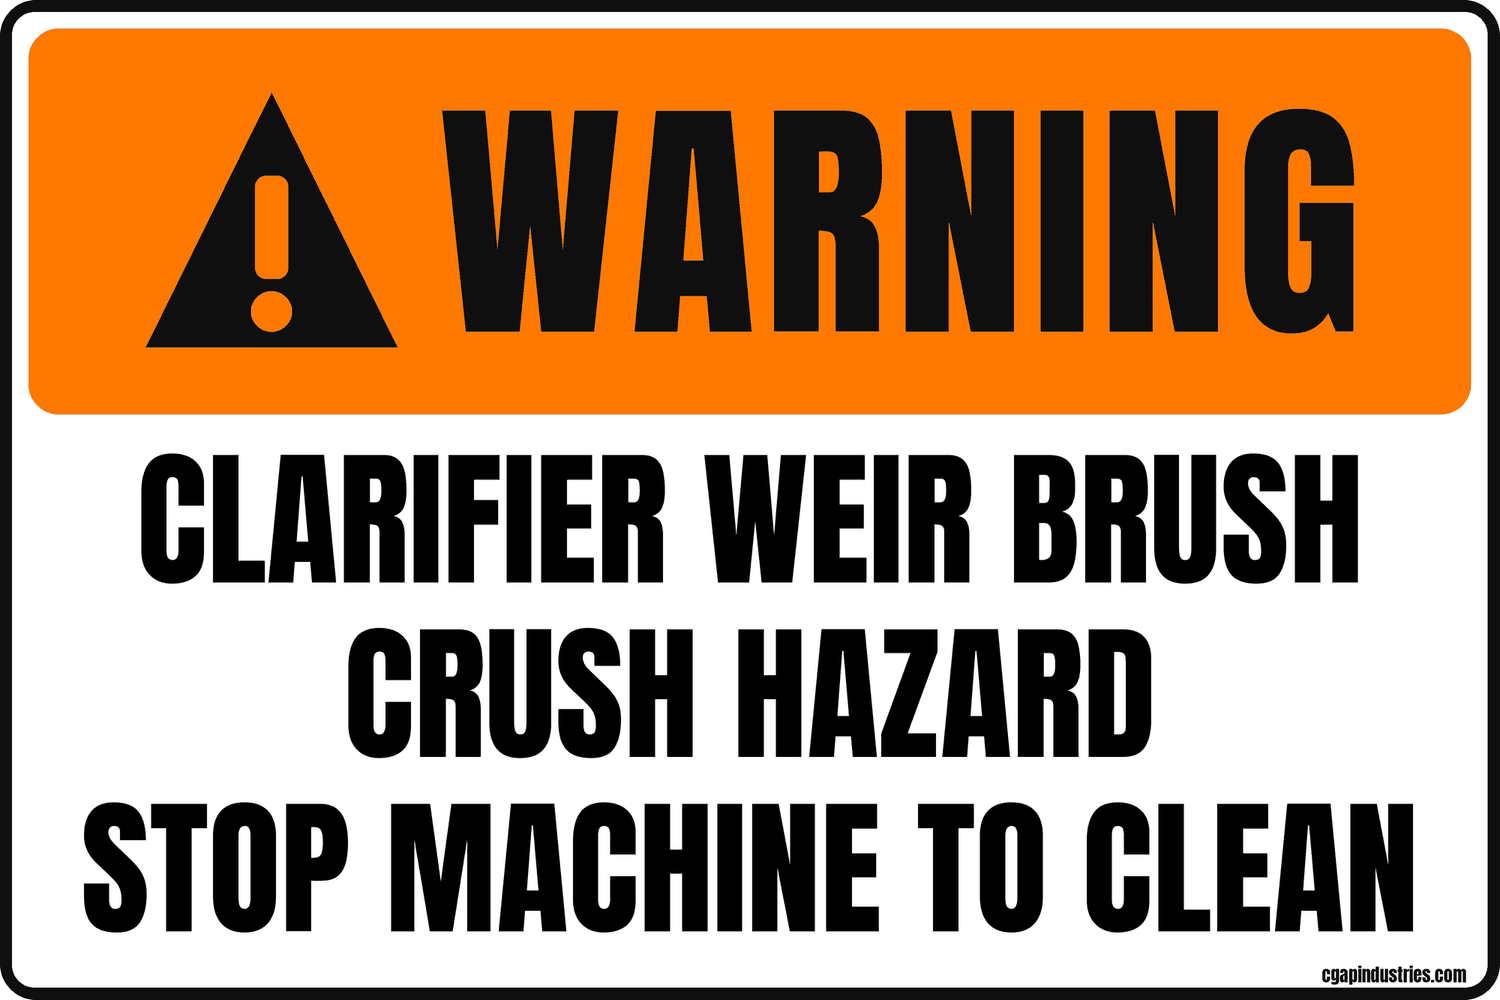 WARNING
CLARIFIER WEIR BRUSH
CRUSH HAZARD
STOP MACHINE TO CLEAN
cgapindustries.com